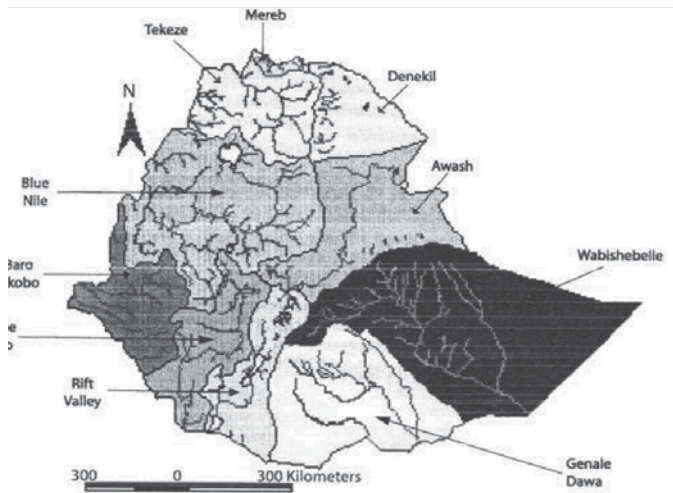 Mereb
Tekeze
Denekil
N
Blue
Nile
Awash
Baro
kobo
Wabishebelle
Rift
Valley
Genale
Dawa
300 0 300 Kilometers